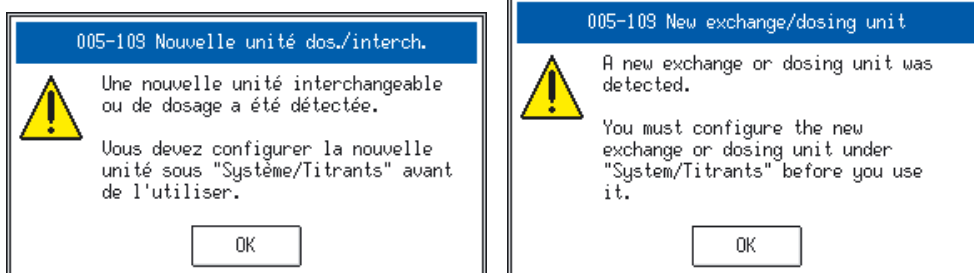 005-109 Nouvelle unité dos./interch.
Une nouvelle unité interchangeable
ou de dosage a été détectée.
Vous devez configurer la nouvelle
unité sous "Système/Titrants" avant
de l'utiliser.
OK
005-109 New exchange/dosing unit
A new exchange or dosing unit was
detected.
You must configure the new
exchange or dosing unit under
"System/Titrants" before you use
it.
OK